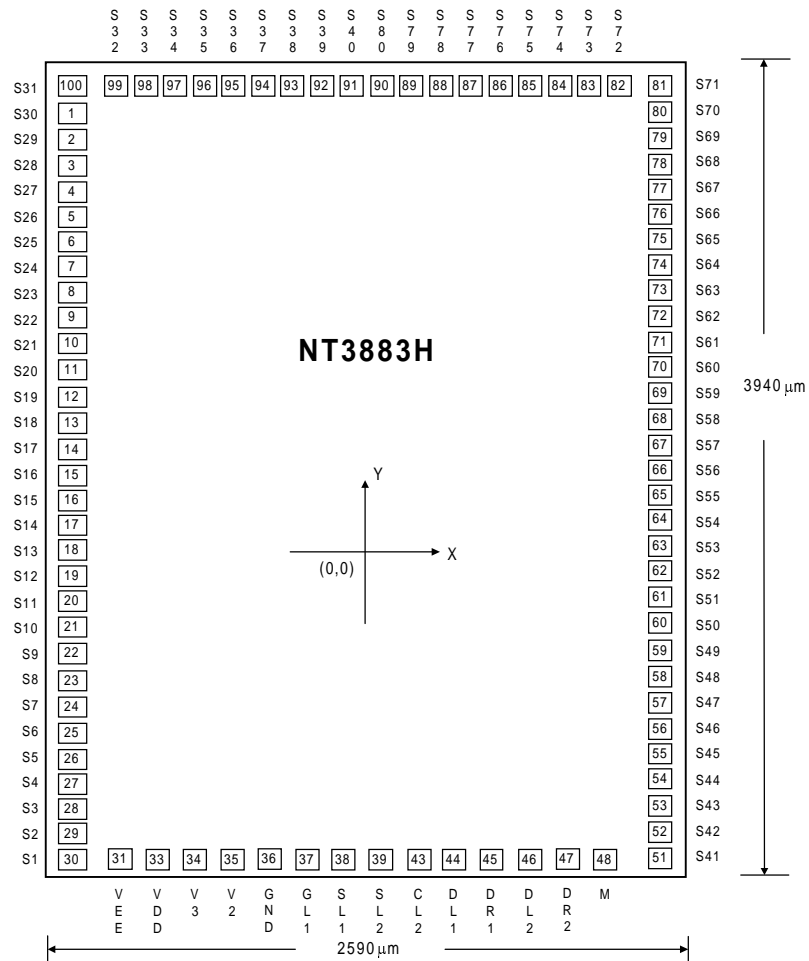 S32 S33 S34 S35 S36 S37 S38 S39 S40 S80 S79 S78 S77 S76 S75 S74 S73 S72
S31 100 99 98 97 96 95 94 93 92 91 90 89 88 87 86 85 84 83 82 81 S71
S30 1 80 S70
S29 2 79 S69
S28 3 78 S68
S27 4 77 S67
S26 5 76 S66
S25 6 75 S65
S24 7 74 S64
S23 8 73 S63
S22 9 72 S62
S21 10 71 S61
NT3883H
S20 11 70 S60
S19 12 69 S59
3940 μm
S18 13 68 S58
S17 14 67 S57
S16 15 66 S56
Y
S15 16 65 S55
S14 17 64 S54
S13 18 63 S53
X
(0,0)
S12 19 62 S52
S11 20 61 S51
S10 21 60 S50
S9 22 59 S49
S8 23 58 S48
S7 24 57 S47
S6 25 56 S46
S5 26 55 S45
S4 27 54 S44
S3 28 53 S43
S2 29 52 S42
S1 30 31 33 34 35 36 37 38 39 43 44 45 46 47 48 51 S41
VEE VDD V3 V2 GND GL1 SL1 SL2 CL2 DL1 DR1 DL2 DR2 M
2590 μm